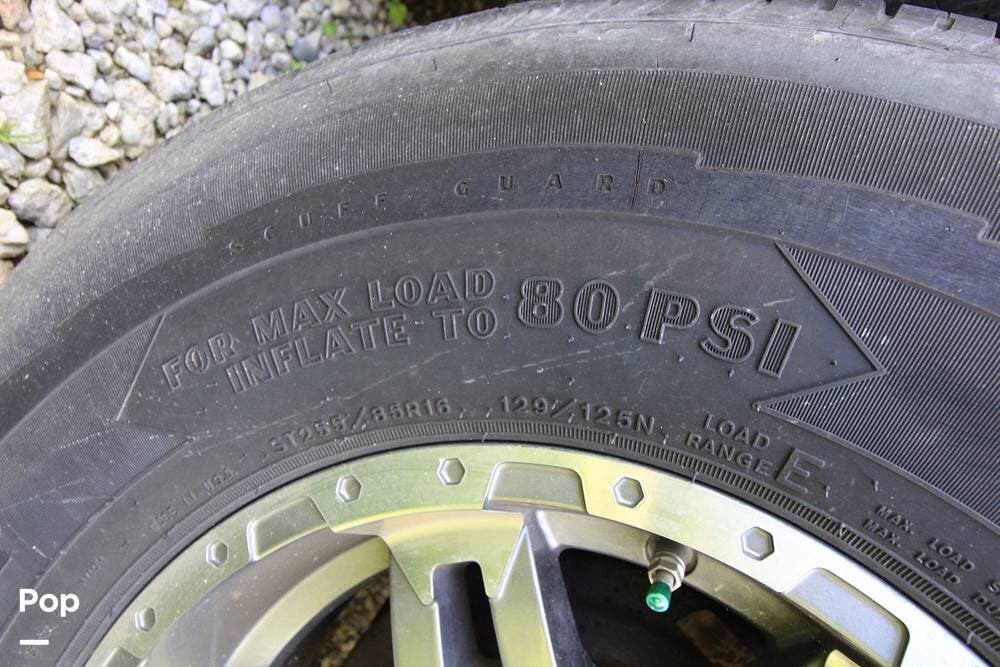 SCUFF GUARD
FOR MAX LOAD
INFLATE TO
80 PSI
ST255/85R16 129/125N
LOAD
RANGE E
MAX. LOAD
MAX. LOAD
Pop